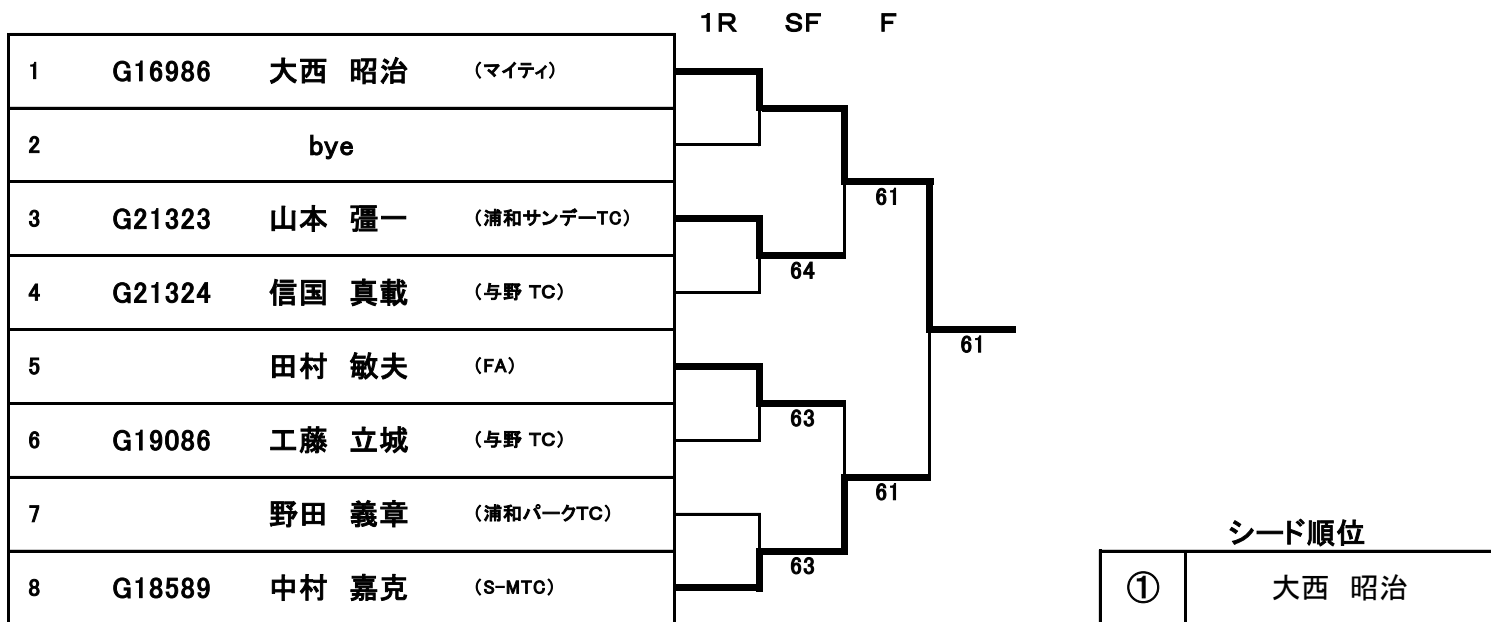 1R SF F
1 G16986 大西 昭治 (マイティ)
2 bye
3 G21323 山本 彊一 (浦和サンデーTC)
4 G21324 信国 真載 (与野 TC)
5 田村 敏夫 (FA)
6 G19086 工藤 立城 (与野 TC)
7 野田 義章 (浦和パークTC)
8 G18589 中村 嘉克 (S-MTC)
61
64
61
63
61
63
シード順位
① 大西 昭治